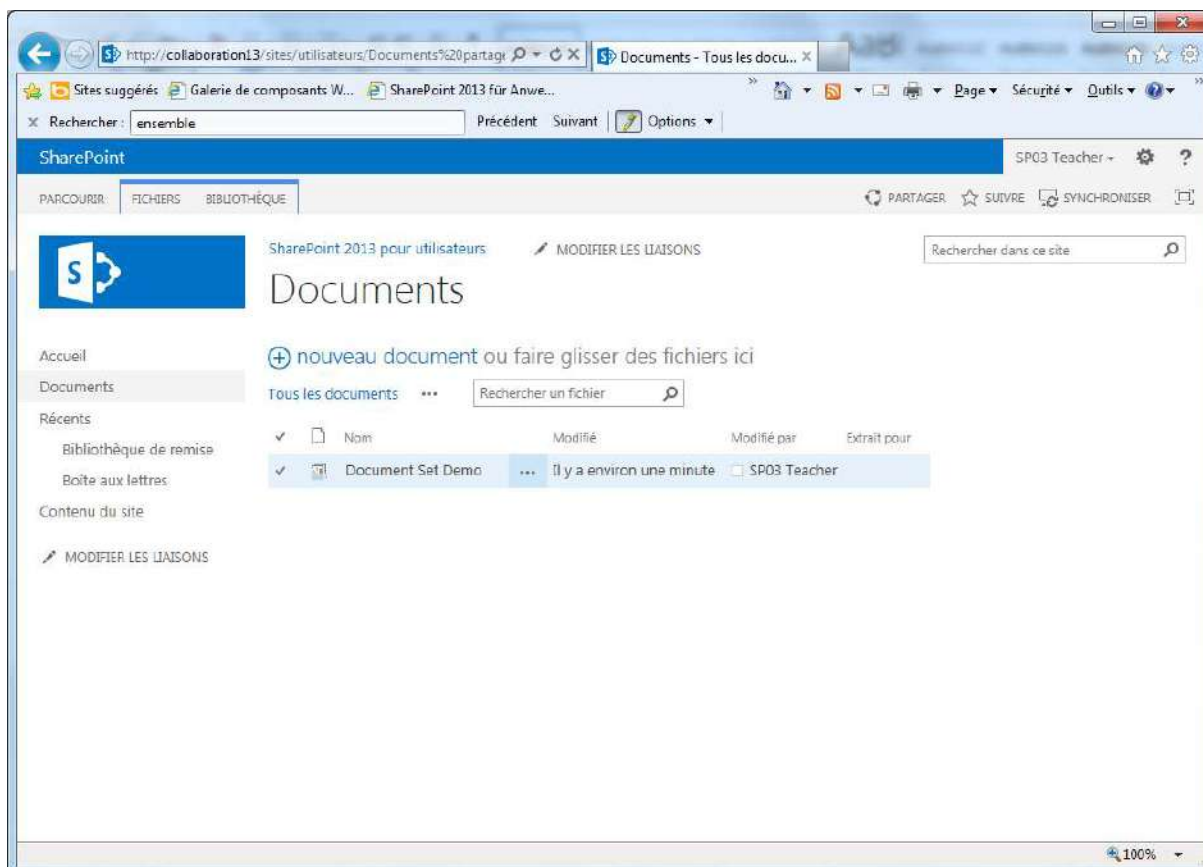 http://collaboration13/sites/utilisateurs/Documents%20partag
Documents - Tous les docu...
Sites suggérés Galerie de composants W... SharePoint 2013 für Anwe...
Page Sécurité Outils
Rechercher : ensemble Précédent Suivant Options
SharePoint SP03 Teacher ?
PARCOURIR FICHIERS BIBLIOTHÈQUE PARTAGER SUIVRE SYNCHRONISER
S
SharePoint 2013 pour utilisateurs MODIFIER LES LIAISONS Rechercher dans ce site
Documents
Accueil
Documents
Récents
Bibliothèque de remise
Boîte aux lettres
Contenu du site
MODIFIER LES LIAISONS
nouveau document ou faire glisser des fichiers ici
Tous les documents ... Rechercher un fichier
Nom Modifié Modifié par Extrait pour
Document Set Demo ... Il y a environ une minute SP03 Teacher
100%